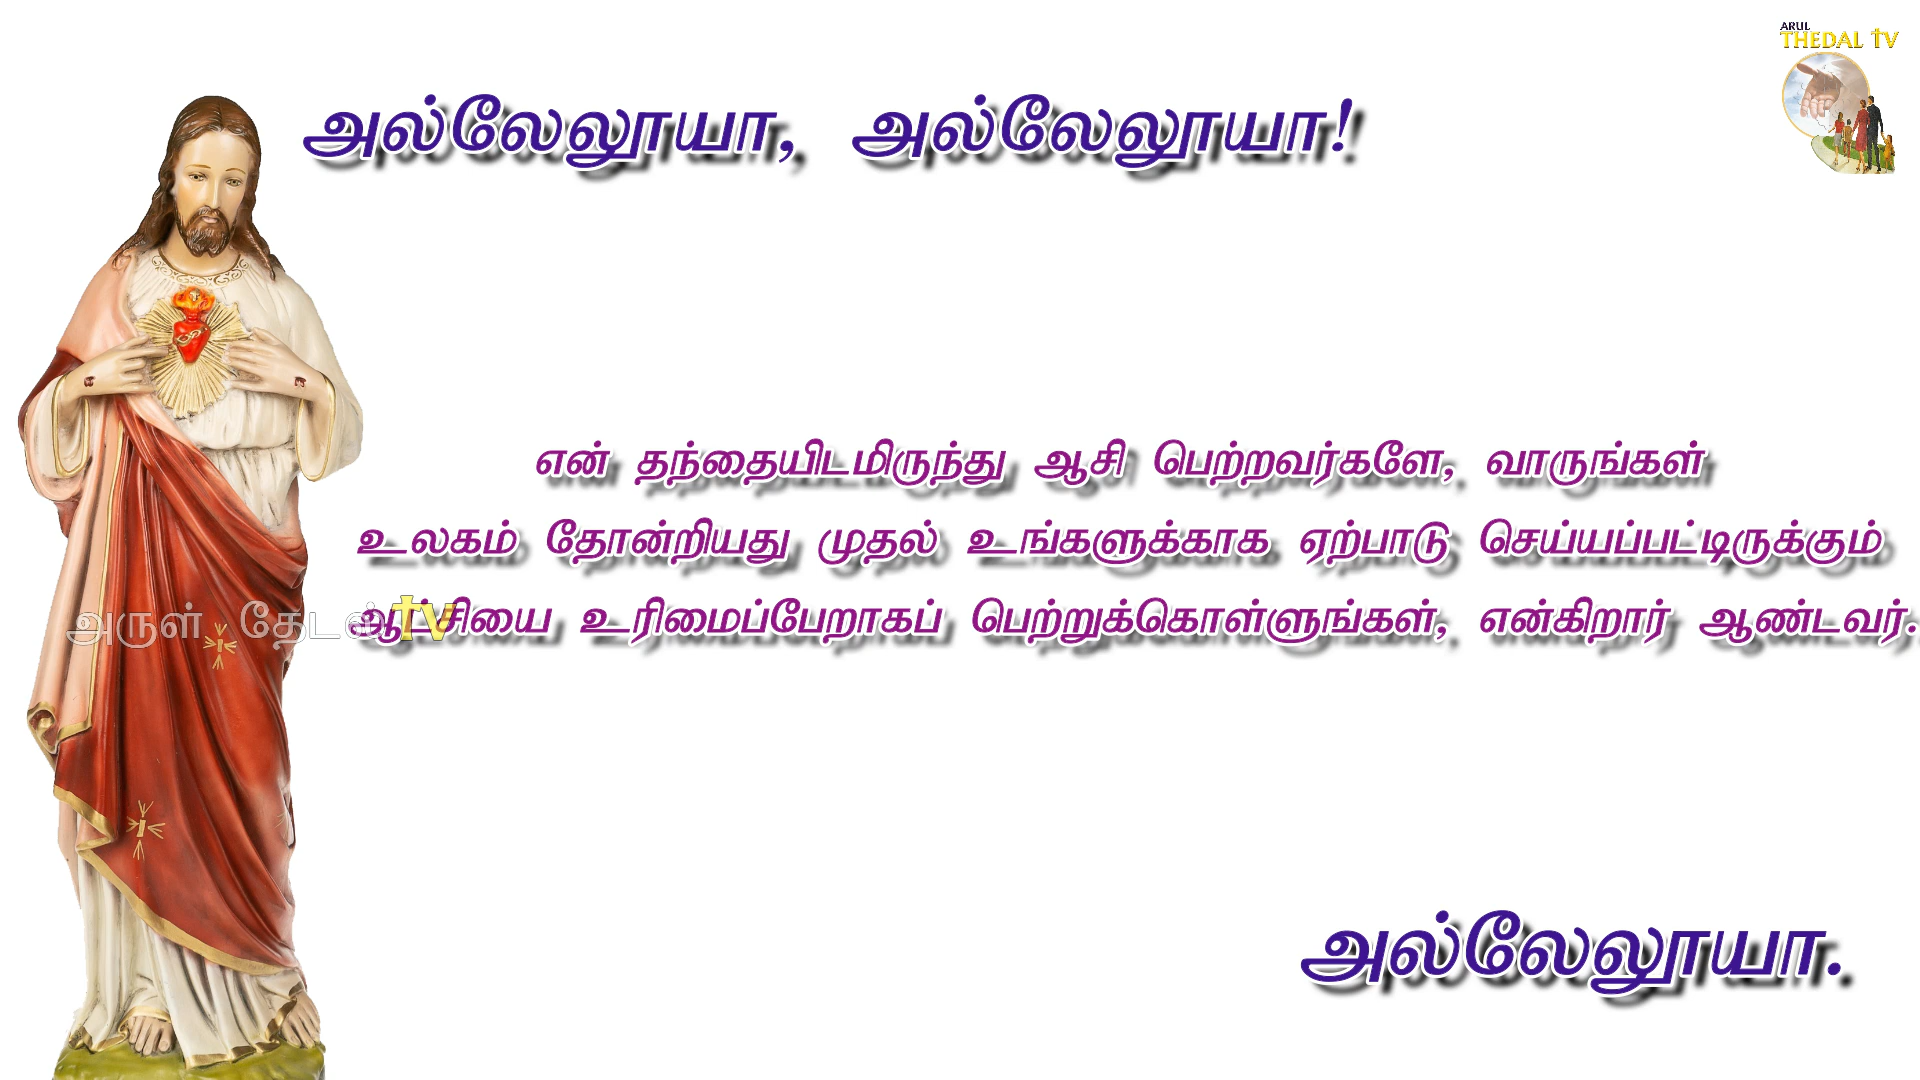 ARUL
THEDAL TV
அல்லேலூயா, அல்லேலூயா!
என் தந்தையிடமிருந்து ஆசி பெற்றவர்களே, வாருங்கள்
உலகம் தோன்றியது முதல் உங்களுக்காக ஏற்பாடு செய்யப்பட்டிருக்கும்
ஆட்சியை உரிமைப்பேறாகப் பெற்றுக்கொள்ளுங்கள், என்கிறார் ஆண்டவர்.
அருள் தேடல் TV
அல்லேலூயா.